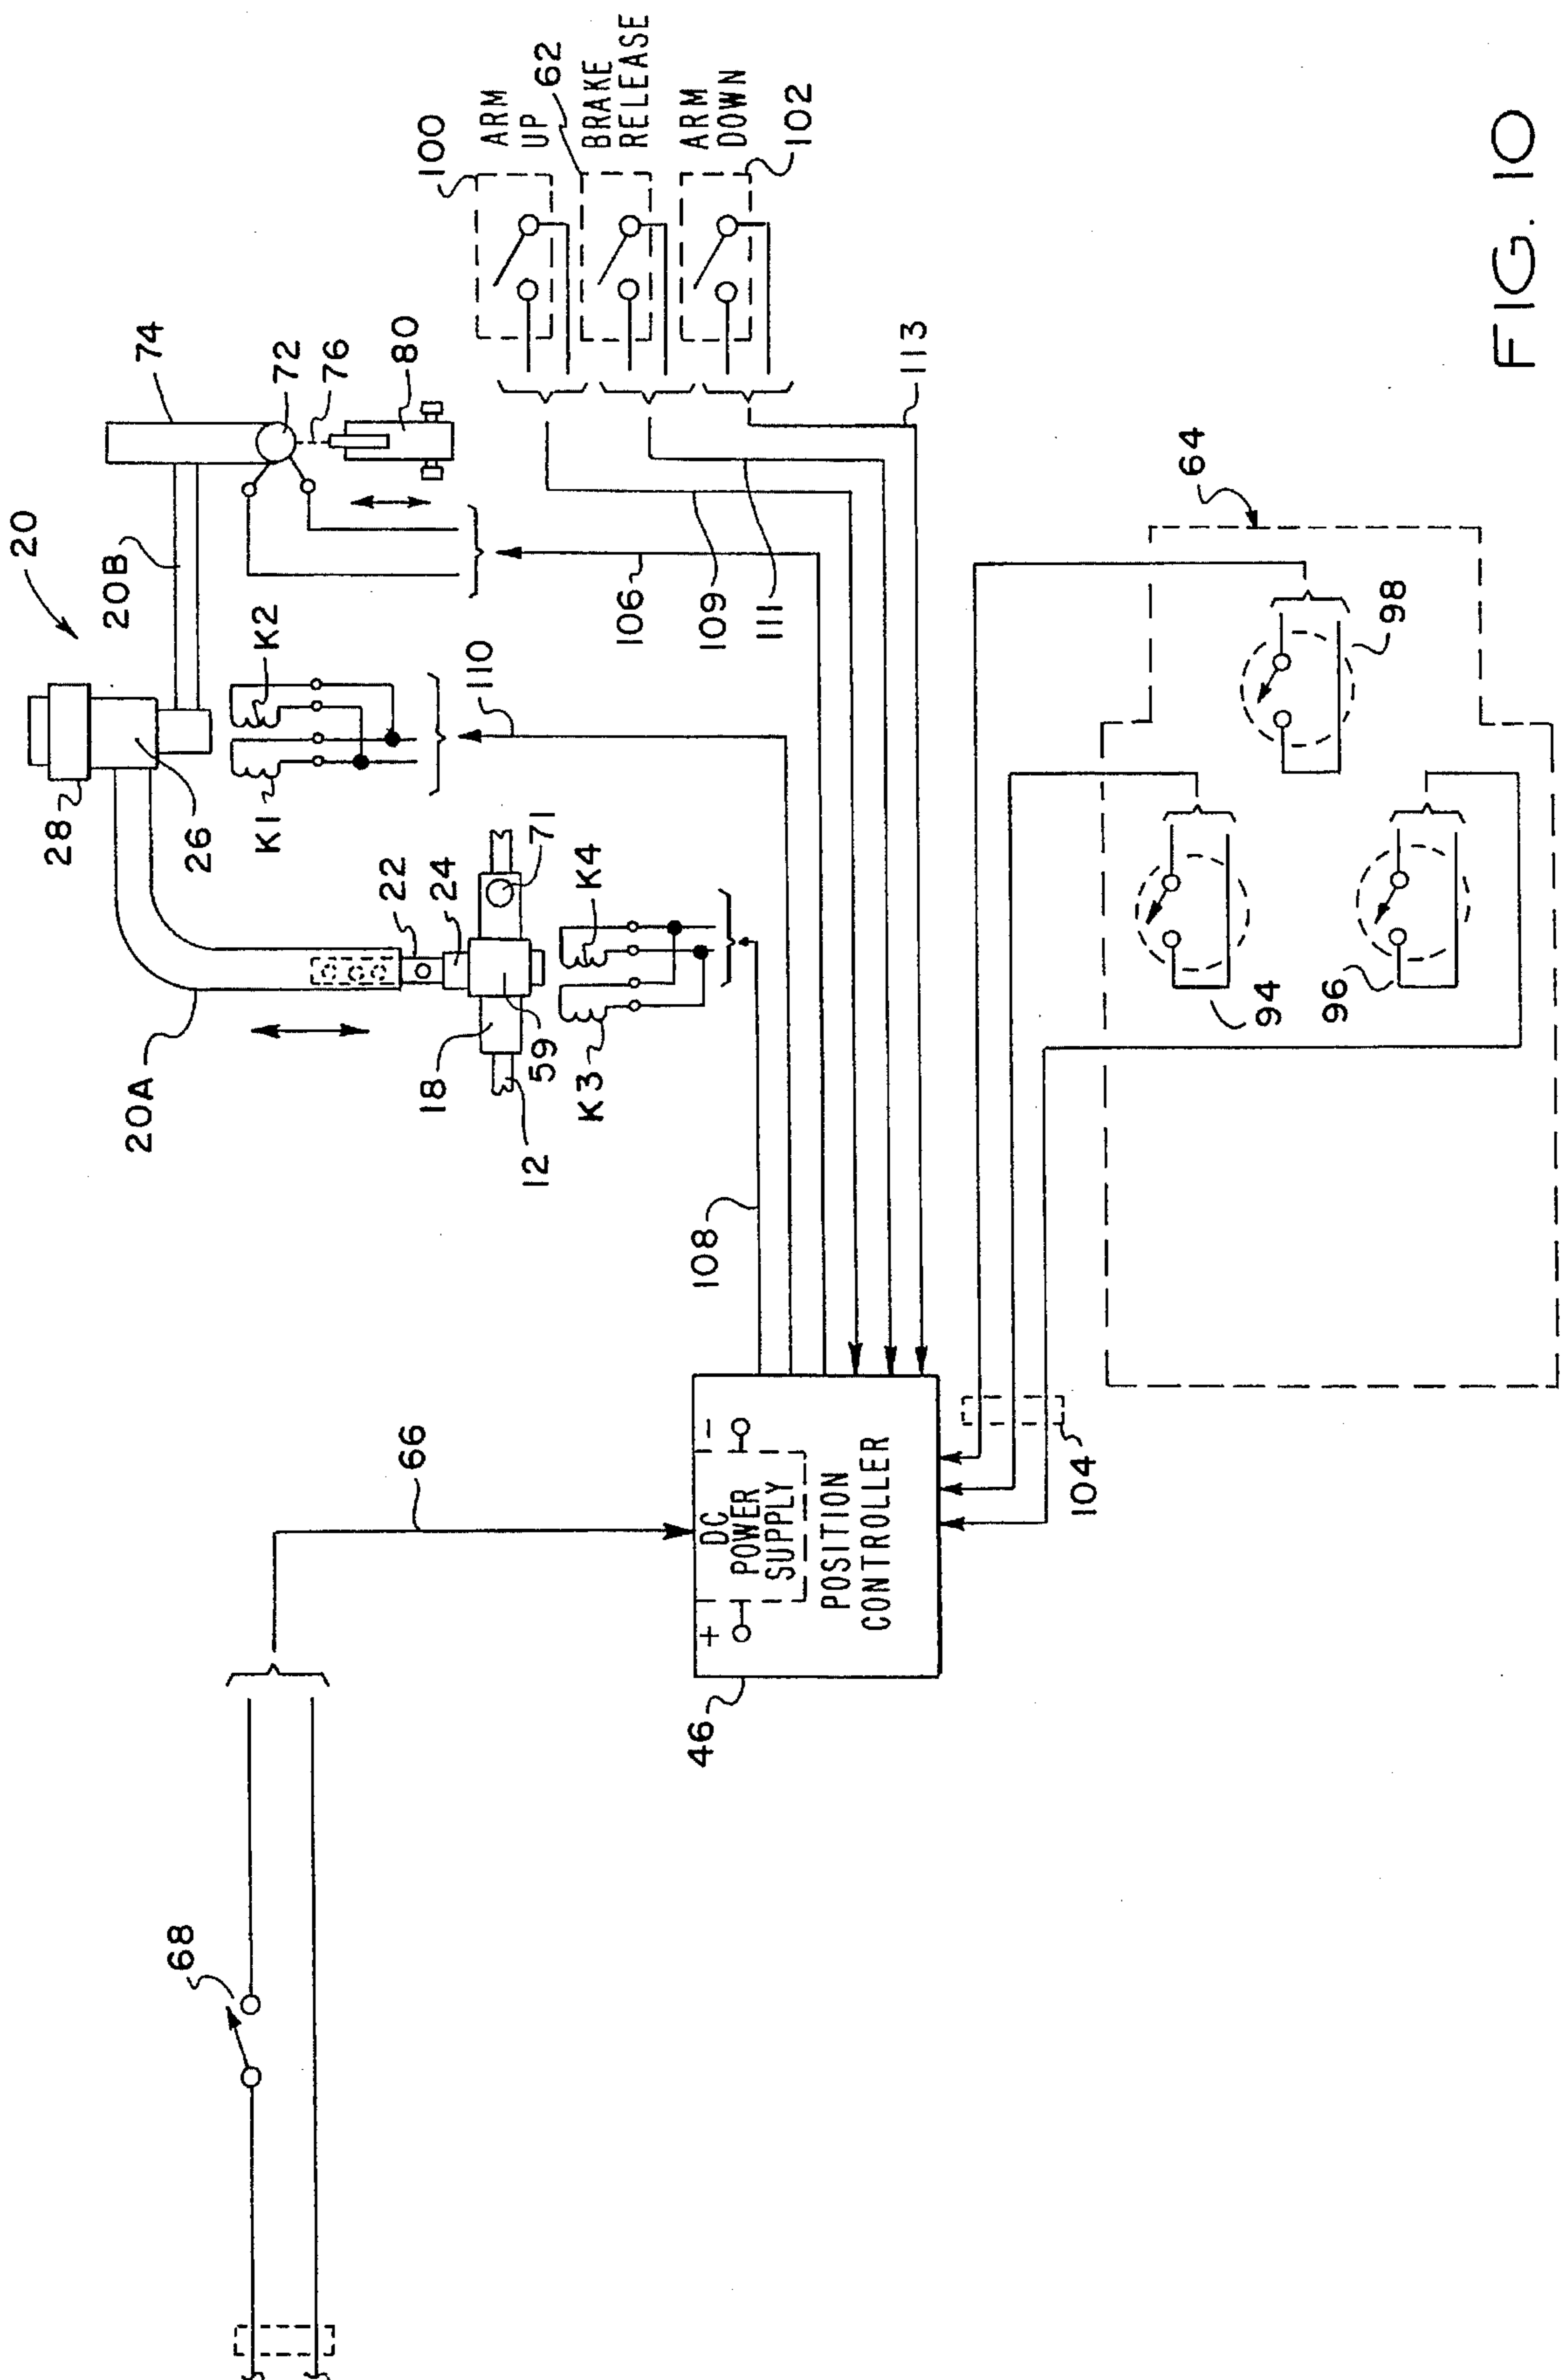 68
66
46
+
-
DC
POWER
SUPPLY
POSITION
CONTROLLER
104
108
20
20A
20B
28
26
22
24
18
12
59
71
K1
K2
K3
K4
110
106
109
111
113
74
72
76
80
100
ARM
UP
62
BRAKE
RELEASE
ARM
DOWN
102
64
94
96
98
FIG. 10